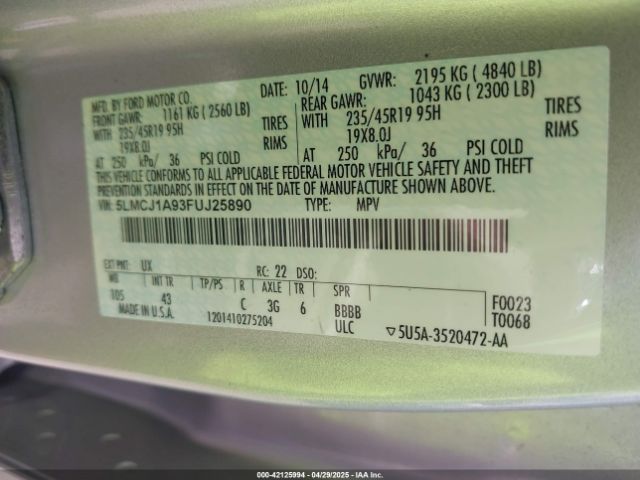 MFD. BY FORD MOTOR CO. DATE: 10/14 GVWR: 2195 KG ( 4840 LB)
FRONT GAWR: 1161 KG ( 2560 LB) REAR GAWR: 1043 KG ( 2300 LB)
WITH 235/45R19 95H TIRES WITH 235/45R19 95H TIRES
19X8.0J RIMS 19X8.0J RIMS
AT 250 kPa/ 36 PSI COLD AT 250 kPa/ 36 PSI COLD
THIS VEHICLE CONFORMS TO ALL APPLICABLE FEDERAL MOTOR VEHICLE SAFETY AND THEFT
PREVENTION STANDARDS IN EFFECT ON THE DATE OF MANUFACTURE SHOWN ABOVE.
VIN: 5LMCJ1A93FUJ25890 TYPE: MPV
EXT PNT: UX RC: 22 DSO:
WB INT TR TP/PS R AXLE TR SPR
105 43 C 3G 6 BBBB F0023
MADE IN U.S.A. 1201410275204 ULC ▽5U5A-3520472-AA T0068
000-42125994 04/29/2025 - IAA, Inc.